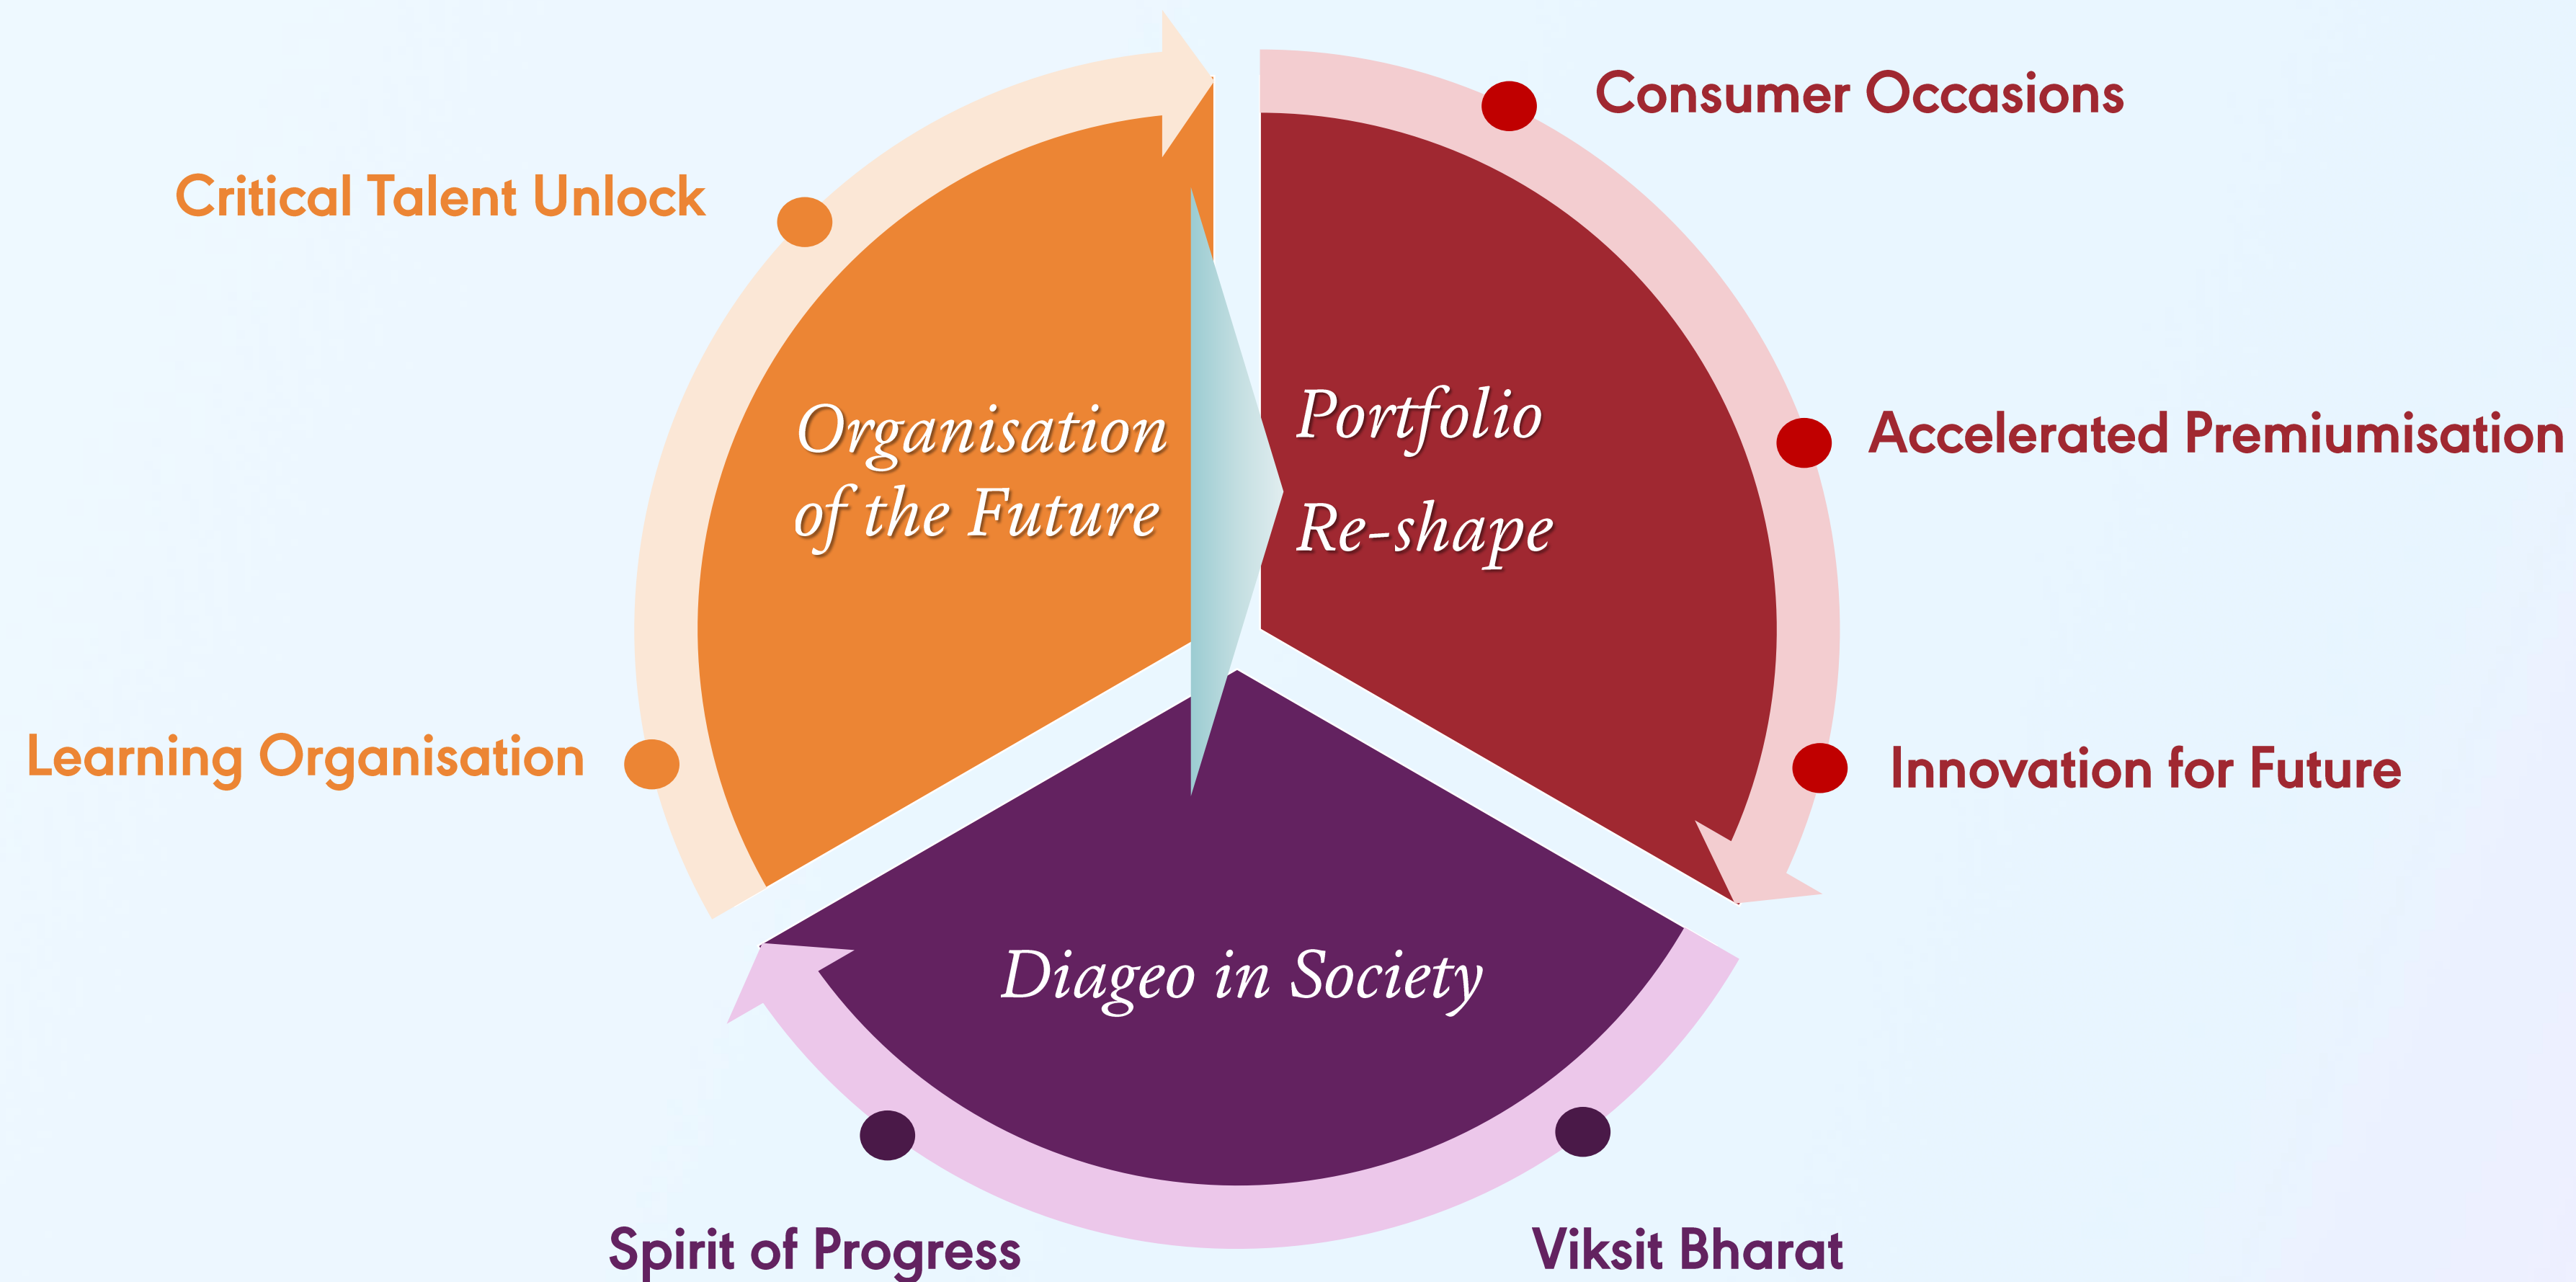 Consumer Occasions
Critical Talent Unlock
Organisation
of the Future
Portfolio
Re-shape
Accelerated Premiumisation
Learning Organisation
Innovation for Future
Diageo in Society
Spirit of Progress
Viksit Bharat